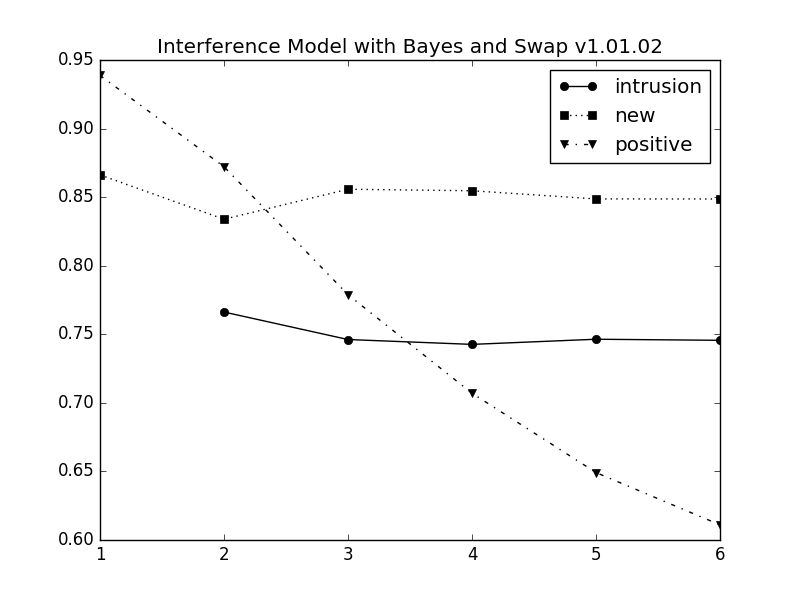 Interference Model with Bayes and Swap v1.01.02
0.95
0.90
0.85
0.80
0.75
0.70
0.65
0.60
1 2 3 4 5 6
intrusion
new
positive